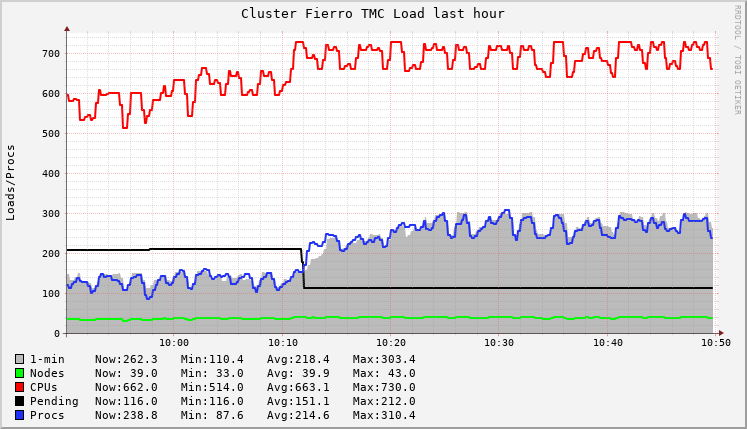 Cluster Fierro TMC Load last hour
RRDTOOL / TOBI OETIKER
Loads/Procs
700
600
500
400
300
200
100
0
10:00 10:10 10:20 10:30 10:40 10:50
1-min Now:262.3 Min:110.4 Avg:218.4 Max:303.4
Nodes Now: 39.0 Min: 33.0 Avg: 39.9 Max: 43.0
CPUs Now:662.0 Min:514.0 Avg:663.1 Max:730.0
Pending Now:116.0 Min:116.0 Avg:151.1 Max:212.0
Procs Now:238.8 Min: 87.6 Avg:214.6 Max:310.4